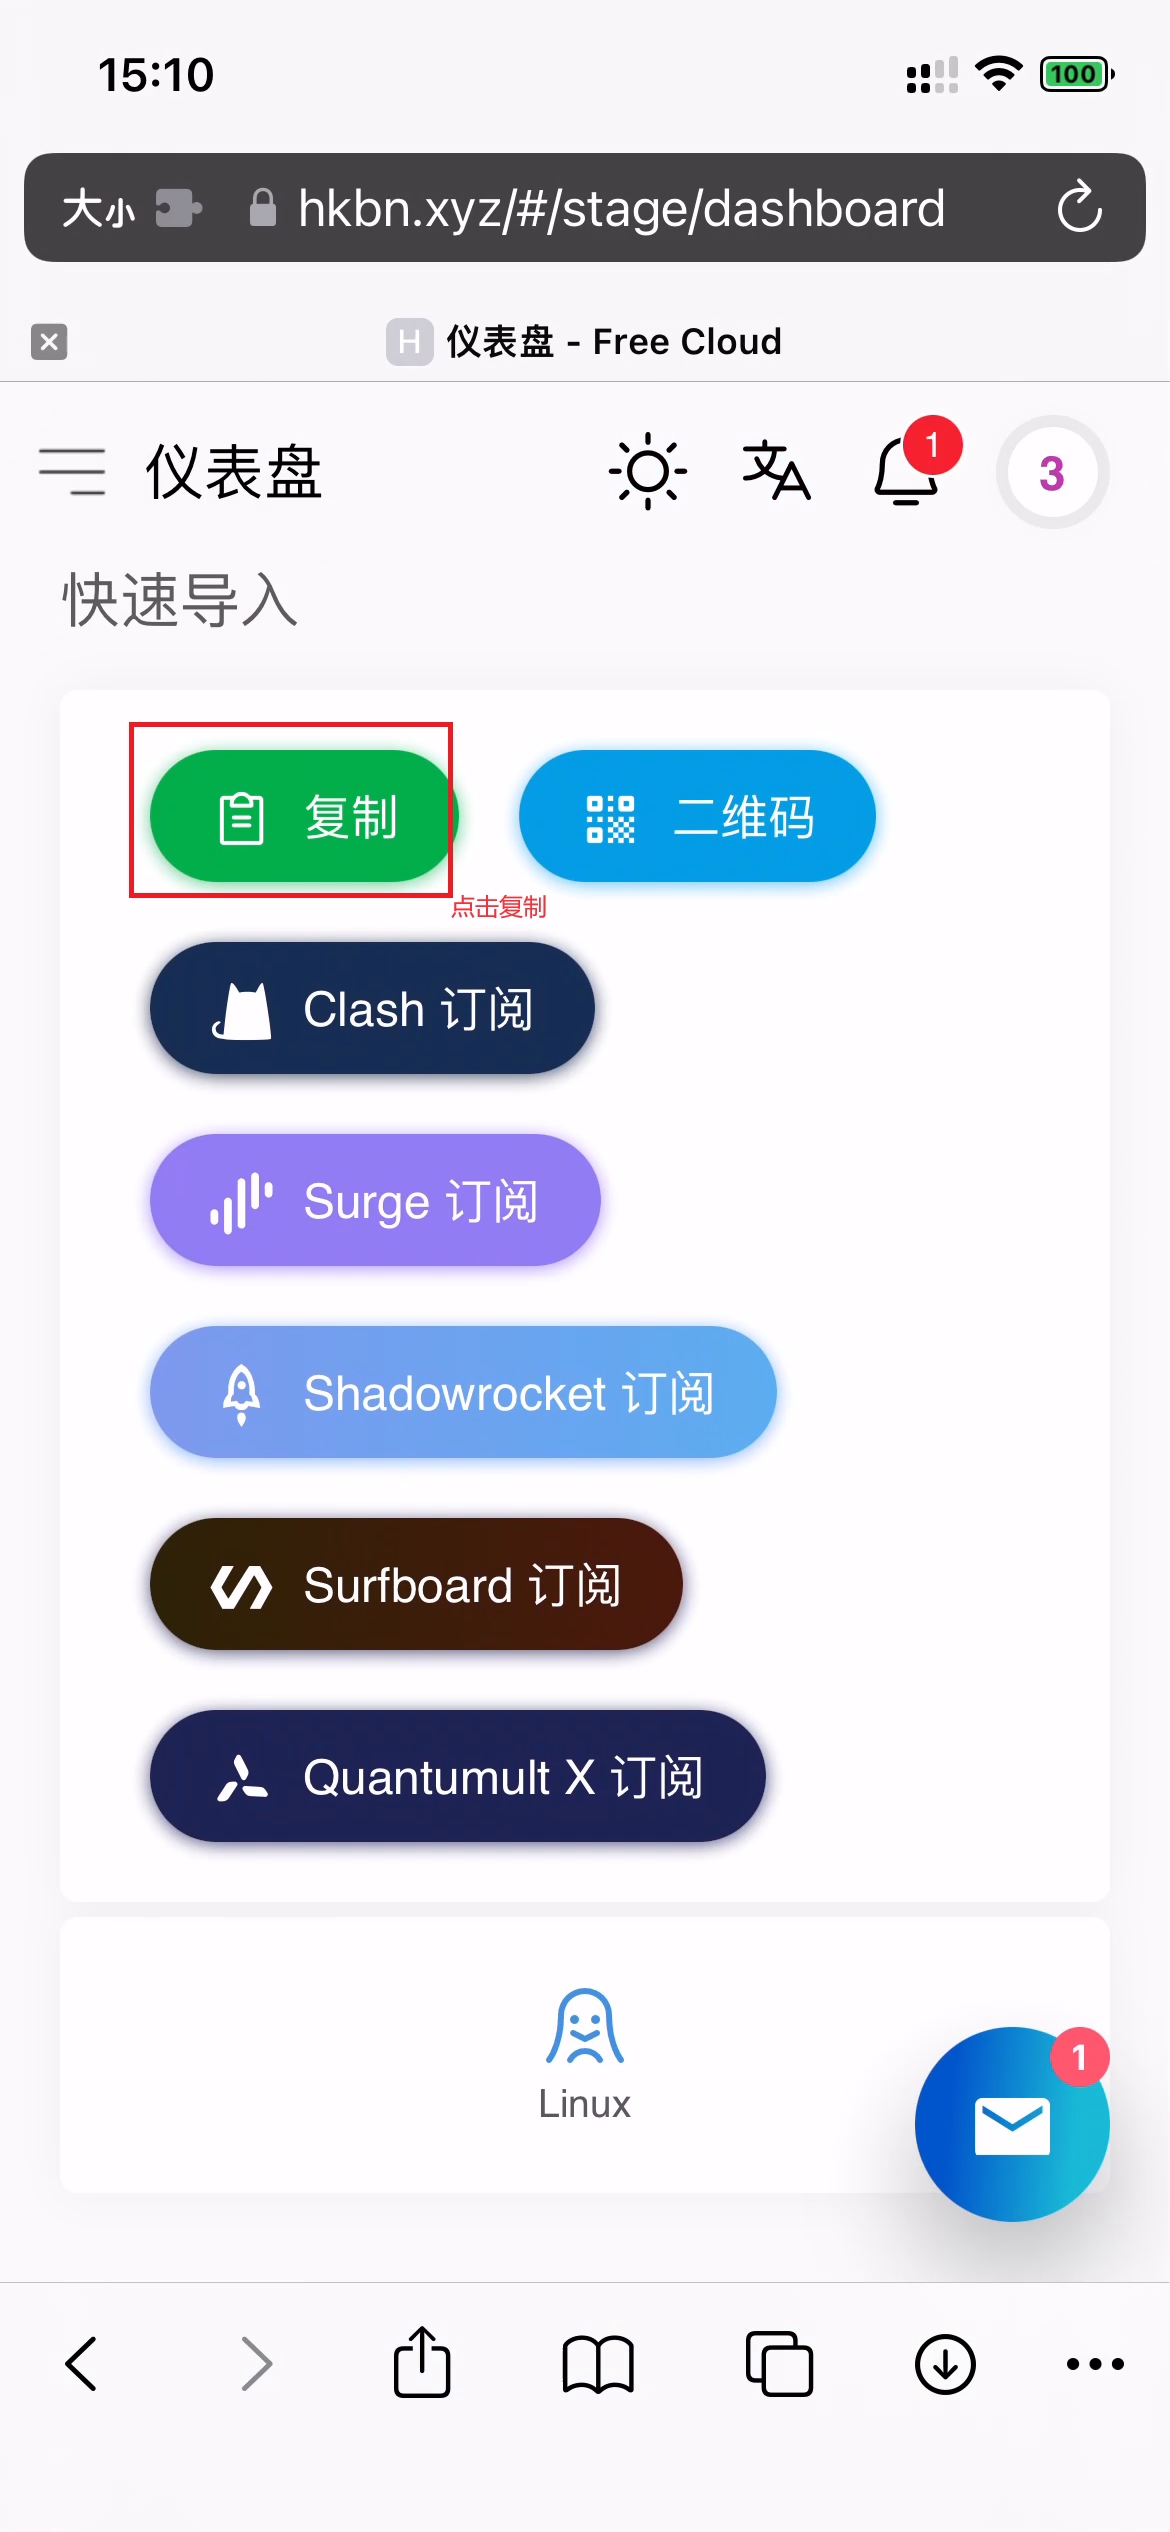 15:10
100
大小 hkbn.xyz/#/stage/dashboard
H 仪表盘 - Free Cloud
仪表盘
1
3
快速导入
复制
二维码
点击复制
Clash 订阅
Surge 订阅
Shadowrocket 订阅
Surfboard 订阅
Quantumult X 订阅
1
Linux